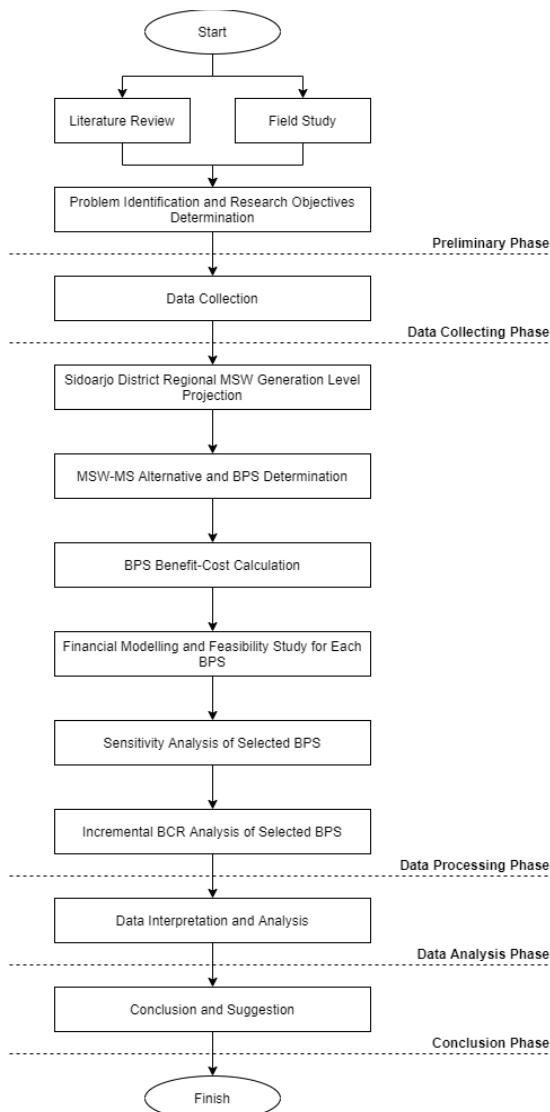 Start
Literature Review
Field Study
Problem Identification and Research Objectives
Determination
Preliminary Phase
Data Collection
Data Collecting Phase
Sidoarjo District Regional MSW Generation Level
Projection
MSW-MS Alternative and BPS Determination
BPS Benefit-Cost Calculation
Financial Modelling and Feasibility Study for Each
BPS
Sensitivity Analysis of Selected BPS
Incremental BCR Analysis of Selected BPS
Data Processing Phase
Data Interpretation and Analysis
Data Analysis Phase
Conclusion and Suggestion
Conclusion Phase
Finish